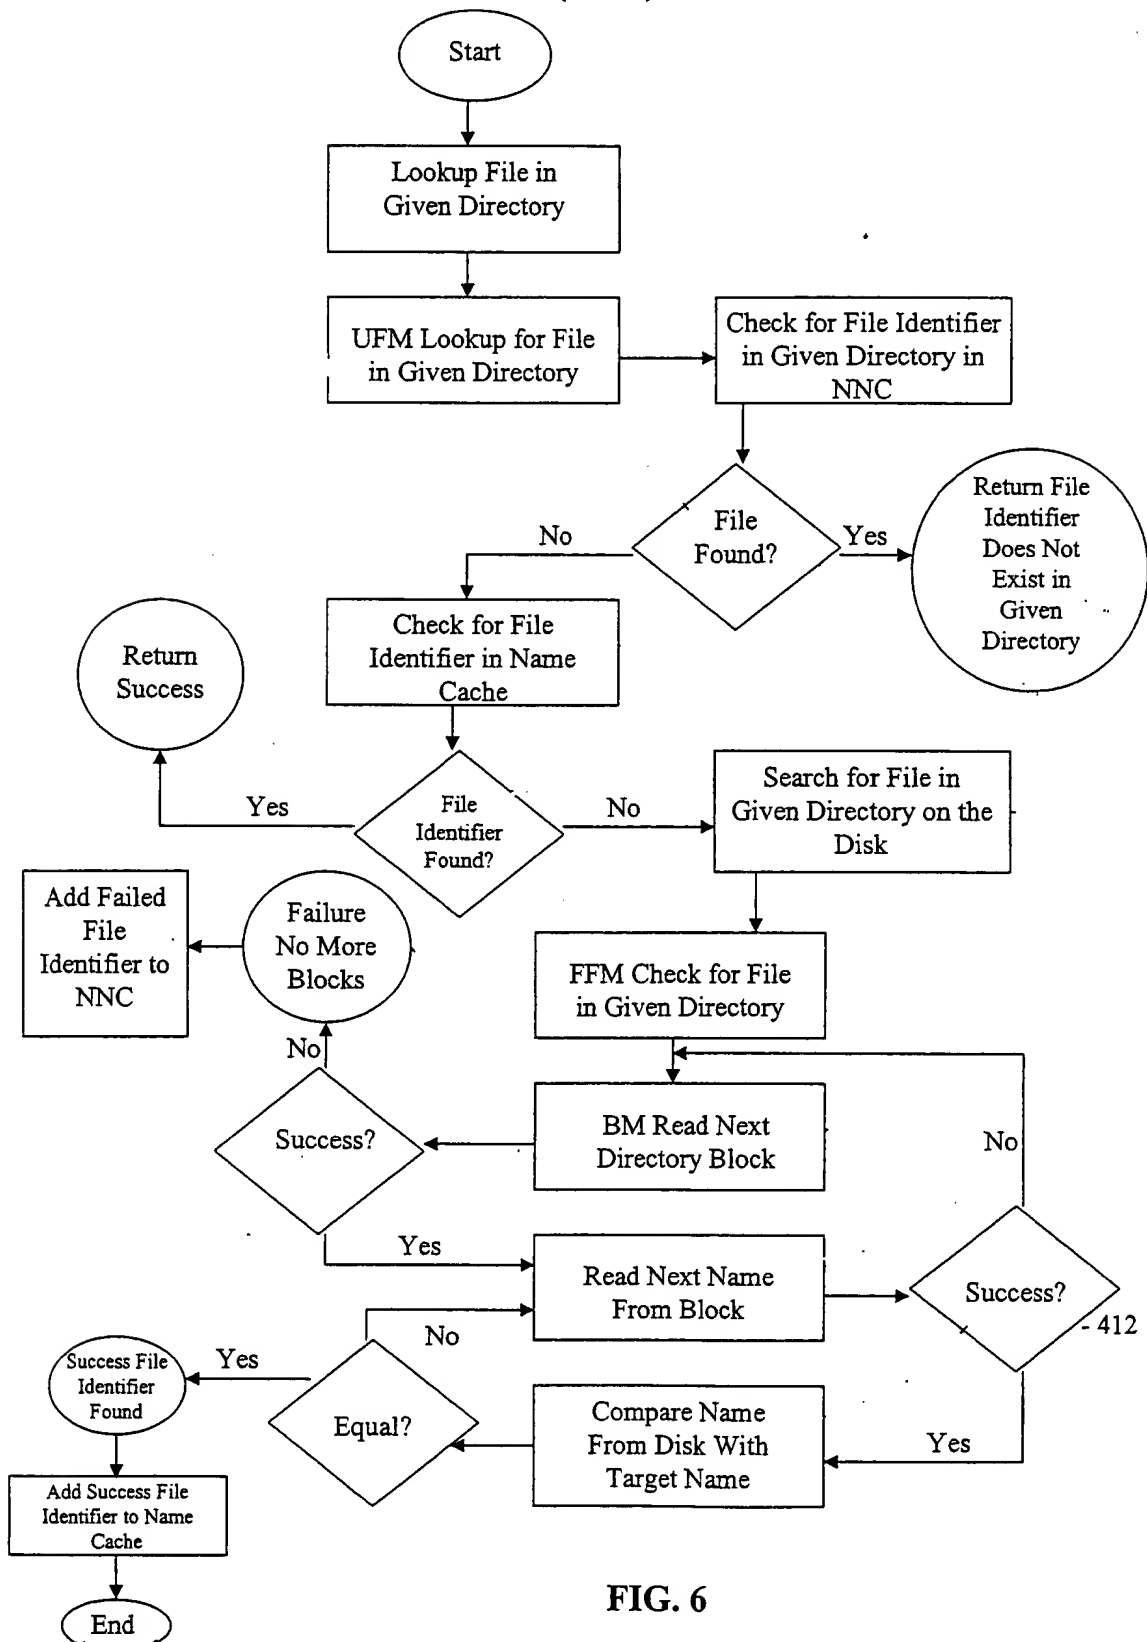 Start
Lookup File in
Given Directory
UFM Lookup for File
in Given Directory
Check for File Identifier
in Given Directory in
NNC
File
Found?
No
Yes
Return File
Identifier
Does Not
Exist in
Given
Directory
Check for File
Identifier in Name
Cache
Return
Success
File
Identifier
Found?
Yes
No
Search for File in
Given Directory on the
Disk
Add Failed
File
Identifier to
NNC
Failure
No More
Blocks
FFM Check for File
in Given Directory
No
Success?
BM Read Next
Directory Block
No
Yes
Read Next Name
From Block
Success?
- 412
No
Success File
Identifier
Found
Yes
Equal?
Compare Name
From Disk With
Target Name
Yes
Add Success File
Identifier to Name
Cache
End
FIG. 6